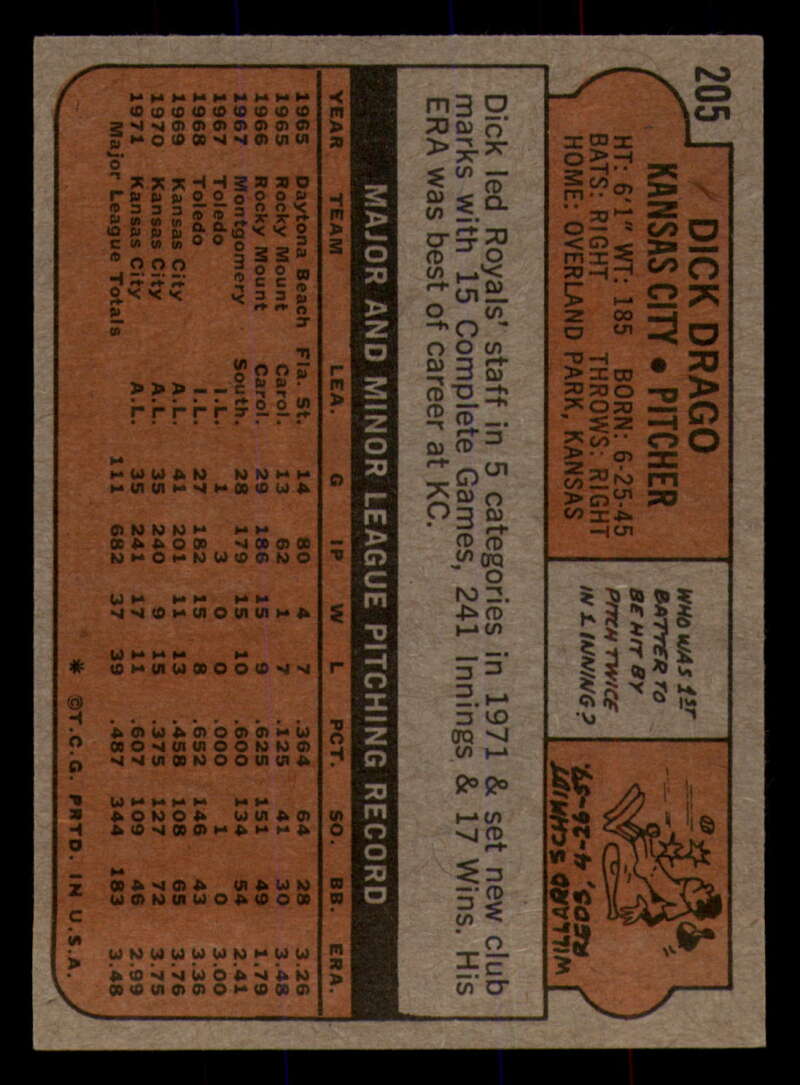 205
DICK DRAGO
KANSAS CITY • PITCHER
HT: 6'1" WT: 185 BORN: 6-25-45
BATS: RIGHT THROWS: RIGHT
HOME: OVERLAND PARK, KANSAS
WHO WAS 1ST
BATTER TO
BE HIT BY
PITCH TWICE
IN 1 INNING?
WILLARD SCHMIDT
REDS, 4-26-59.
Dick led Royals' staff in 5 categories in 1971 & set new club
marks with 15 Complete Games, 241 Innings & 17 Wins. His
ERA was best of career at KC.
MAJOR AND MINOR LEAGUE PITCHING RECORD
YEAR TEAM LEA. G IP W L PCT. SO. BB. ERA.
1965 Daytona Beach Fla. St. 14 80 4 7 .364 64 28 3.26
1965 Rocky Mount Carol. 13 62 1 7 .125 41 30 3.48
1966 Rocky Mount Carol. 29 186 15 9 .625 151 49 1.79
1967 Montgomery South. 28 179 15 10 .600 134 54 2.41
1967 Toledo I.L. 1 3 0 0 .000 1 0 3.00
1968 Toledo I.L. 27 182 15 8 .652 146 43 3.36
1969 Kansas City A.L. 41 201 11 13 .458 108 65 3.76
1970 Kansas City A.L. 35 240 9 15 .375 127 72 3.75
1971 Kansas City A.L. 35 241 17 11 .607 109 46 2.99
Major League Totals 111 682 37 39 .487 344 183 3.48
* ©T.C.G. PRTD. IN U.S.A.